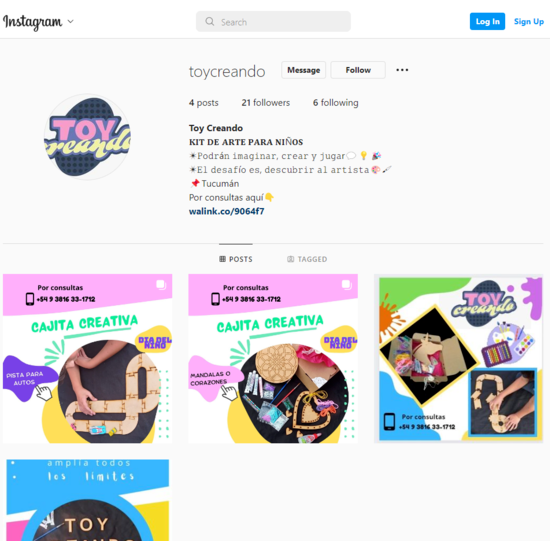 Instagram
Search
Log In
Sign Up
toycreando
Message
Follow
4 posts
21 followers
6 following
Toy Creando
KIT DE ARTE PARA NIÑOS
✴Podrán imaginar, crear y jugar💭💡🎉
✴El desafío es, descubrir al artista🎨🖌
📌Tucumán
Por consultas aquí👇
walink.co/9064f7
TOY
creando
POSTS
TAGGED
Por consultas
+54 9 3816 33-1712
CAJITA CREATIVA
DIA DEL
NIÑO
PISTA PARA
AUTOS
Por consultas
+54 9 3816 33-1712
CAJITA CREATIVA
DIA DEL
NIÑO
MANDALAS O
CORAZONES
TOY
creando
Por consultas
+54 9 3816 33-1712
• amplía todos
• los límites
TOY